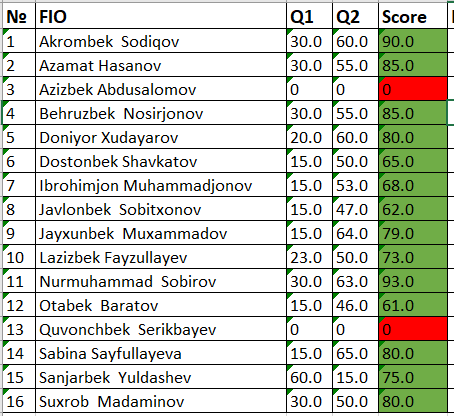 № FIO Q1 Q2 Score
1 Akrombek Sodiqov 30.0 60.0 90.0
2 Azamat Hasanov 30.0 55.0 85.0
3 Azizbek Abdusalomov 0 0 0
4 Behruzbek Nosirjonov 30.0 55.0 85.0
5 Doniyor Xudayarov 20.0 60.0 80.0
6 Dostonbek Shavkatov 15.0 50.0 65.0
7 Ibrohimjon Muhammadjonov 15.0 53.0 68.0
8 Javlonbek Sobitxonov 15.0 47.0 62.0
9 Jayxunbek Muxammadov 15.0 64.0 79.0
10 Lazizbek Fayzullayev 23.0 50.0 73.0
11 Nurmuhammad Sobirov 30.0 63.0 93.0
12 Otabek Baratov 15.0 46.0 61.0
13 Quvonchbek Serikbayev 0 0 0
14 Sabina Sayfullayeva 15.0 65.0 80.0
15 Sanjarbek Yuldashev 60.0 15.0 75.0
16 Suxrob Madaminov 30.0 50.0 80.0